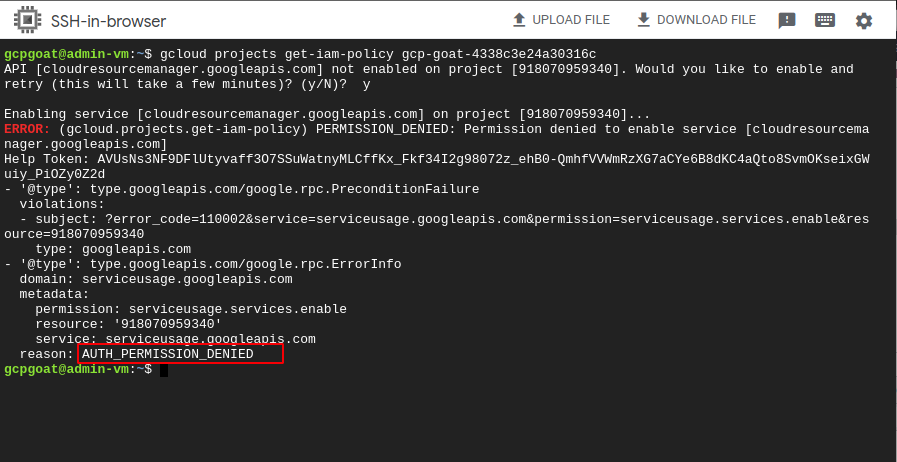 SSH-in-browser
UPLOAD FILE
DOWNLOAD FILE
gcpgoat@admin-vm:~$ gcloud projects get-iam-policy gcp-goat-4338c3e24a30316c
API [cloudresourcemanager.googleapis.com] not enabled on project [918070959340]. Would you like to enable and
retry (this will take a few minutes)? (y/N)?  y
Enabling service [cloudresourcemanager.googleapis.com] on project [918070959340]...
ERROR: (gcloud.projects.get-iam-policy) PERMISSION_DENIED: Permission denied to enable service [cloudresourcema
nager.googleapis.com]
Help Token: AVUsNs3NF9DFlUtyvaff3O7SSuWatnyMLCffKx_Fkf34I2g98072z_ehB0-QmhfVVWmRzXG7aCYe6B8dKC4aQto8SvmOKseixGW
uiy_PiOZy0Z2d
- '@type': type.googleapis.com/google.rpc.PreconditionFailure
  violations:
  - subject: ?error_code=110002&service=serviceusage.googleapis.com&permission=serviceusage.services.enable&res
ource=918070959340
    type: googleapis.com
- '@type': type.googleapis.com/google.rpc.ErrorInfo
  domain: serviceusage.googleapis.com
  metadata:
    permission: serviceusage.services.enable
    resource: '918070959340'
    service: serviceusage.googleapis.com
  reason: AUTH_PERMISSION_DENIED
gcpgoat@admin-vm:~$